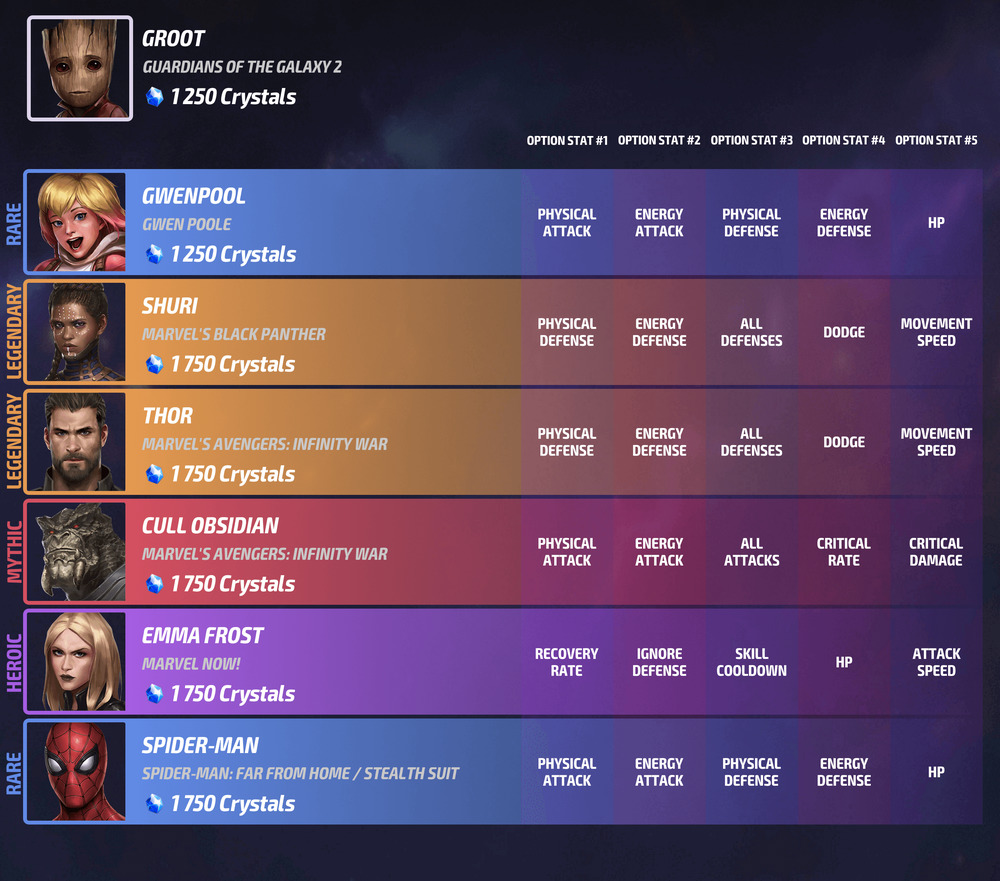 GROOT
GUARDIANS OF THE GALAXY 2
1 250 Crystals
OPTION STAT #1 OPTION STAT #2 OPTION STAT #3 OPTION STAT #4 OPTION STAT #5
RARE
GWENPOOL
GWEN POOLE
1 250 Crystals
PHYSICAL
ATTACK
ENERGY
ATTACK
PHYSICAL
DEFENSE
ENERGY
DEFENSE
HP
LEGENDARY
SHURI
MARVEL'S BLACK PANTHER
1 750 Crystals
PHYSICAL
DEFENSE
ENERGY
DEFENSE
ALL
DEFENSES
DODGE
MOVEMENT
SPEED
LEGENDARY
THOR
MARVEL'S AVENGERS: INFINITY WAR
1 750 Crystals
PHYSICAL
DEFENSE
ENERGY
DEFENSE
ALL
DEFENSES
DODGE
MOVEMENT
SPEED
MYTHIC
CULL OBSIDIAN
MARVEL'S AVENGERS: INFINITY WAR
1 750 Crystals
PHYSICAL
ATTACK
ENERGY
ATTACK
ALL
ATTACKS
CRITICAL
RATE
CRITICAL
DAMAGE
HEROIC
EMMA FROST
MARVEL NOW!
1 750 Crystals
RECOVERY
RATE
IGNORE
DEFENSE
SKILL
COOLDOWN
HP
ATTACK
SPEED
RARE
SPIDER-MAN
SPIDER-MAN: FAR FROM HOME / STEALTH SUIT
1 750 Crystals
PHYSICAL
ATTACK
ENERGY
ATTACK
PHYSICAL
DEFENSE
ENERGY
DEFENSE
HP